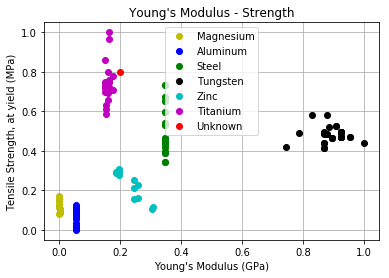 Young's Modulus - Strength
Magnesium
Aluminum
Steel
Tungsten
Zinc
Titanium
Unknown
Tensile Strength, at yield (MPa)
1.0
0.8
0.6
0.4
0.2
0.0
0.0 0.2 0.4 0.6 0.8 1.0
Young's Modulus (GPa)